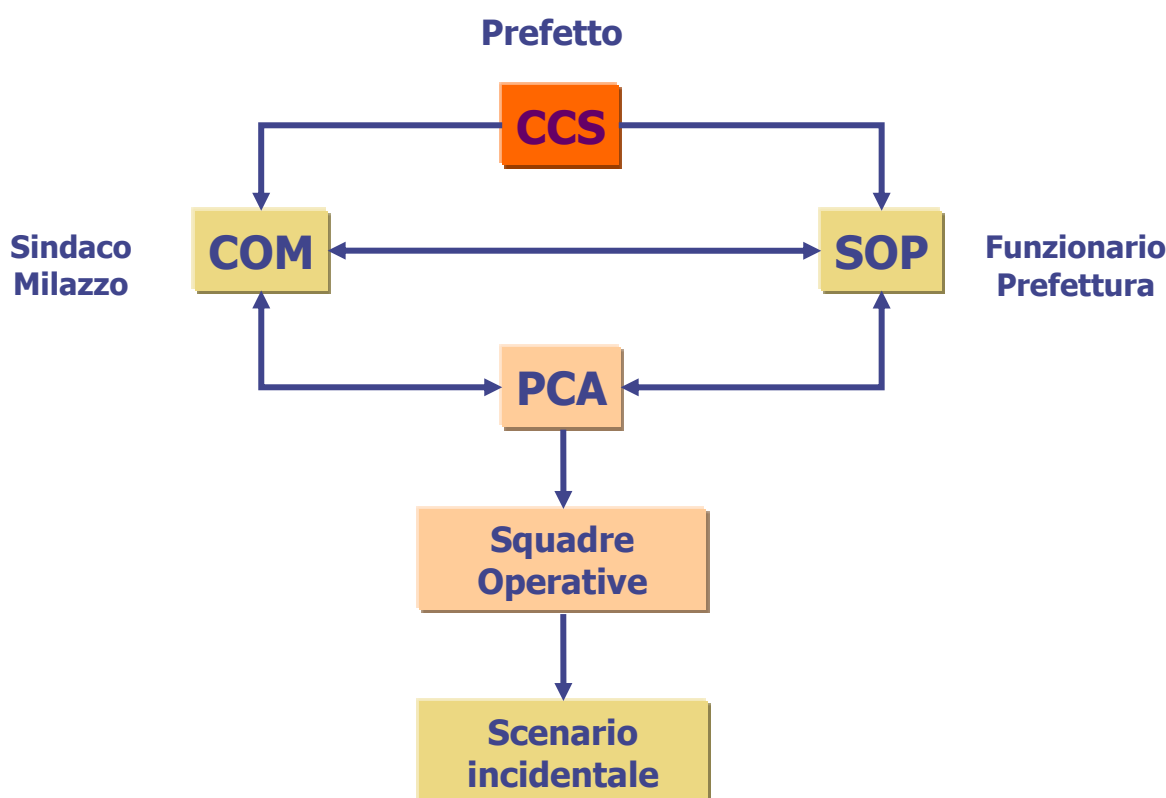 Prefetto
CCS
Sindaco
Milazzo
COM
SOP
Funzionario
Prefettura
PCA
Squadre
Operative
Scenario
incidentale